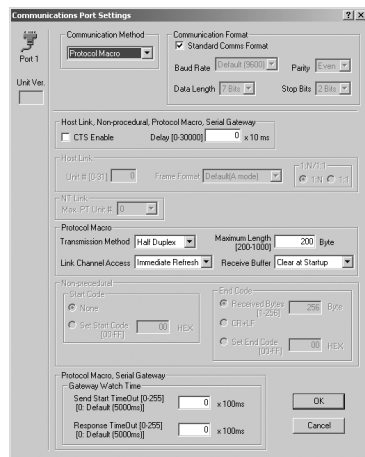 Communications Port Settings
Port 1
Unit Ver.
Communication Method
Protocol Macro
Communication Format
Standard Comms Format
Baud Rate Default (9600) Parity Even
Data Length 7 Bits Stop Bits 2 Bits
Host Link, Non-procedural, Protocol Macro, Serial Gateway
CTS Enable Delay [0-30000] 0 x 10 ms
Host Link
Unit # [0-31] 0 Frame Format Default(A mode)
1:N/1:1
1:N 1:1
NT Link
Max. PT Unit # 0
Protocol Macro
Transmission Method Half Duplex Maximum Length [200-1000] 200 Byte
Link Channel Access Immediate Refresh Receive Buffer Clear at Startup
Non-procedural
Start Code
None
Set Start Code [00-FF] 00 HEX
End Code
Received Bytes [1-256] 256 Byte
CR+LF
Set End Code [00-FF] 00 HEX
Protocol Macro, Serial Gateway
Gateway Watch Time
Send Start TimeOut [0-255]
[0: Default (5000ms)] 0 x 100ms
Response TimeOut [0-255]
[0: Default (5000ms)] 0 x 100ms
OK
Cancel